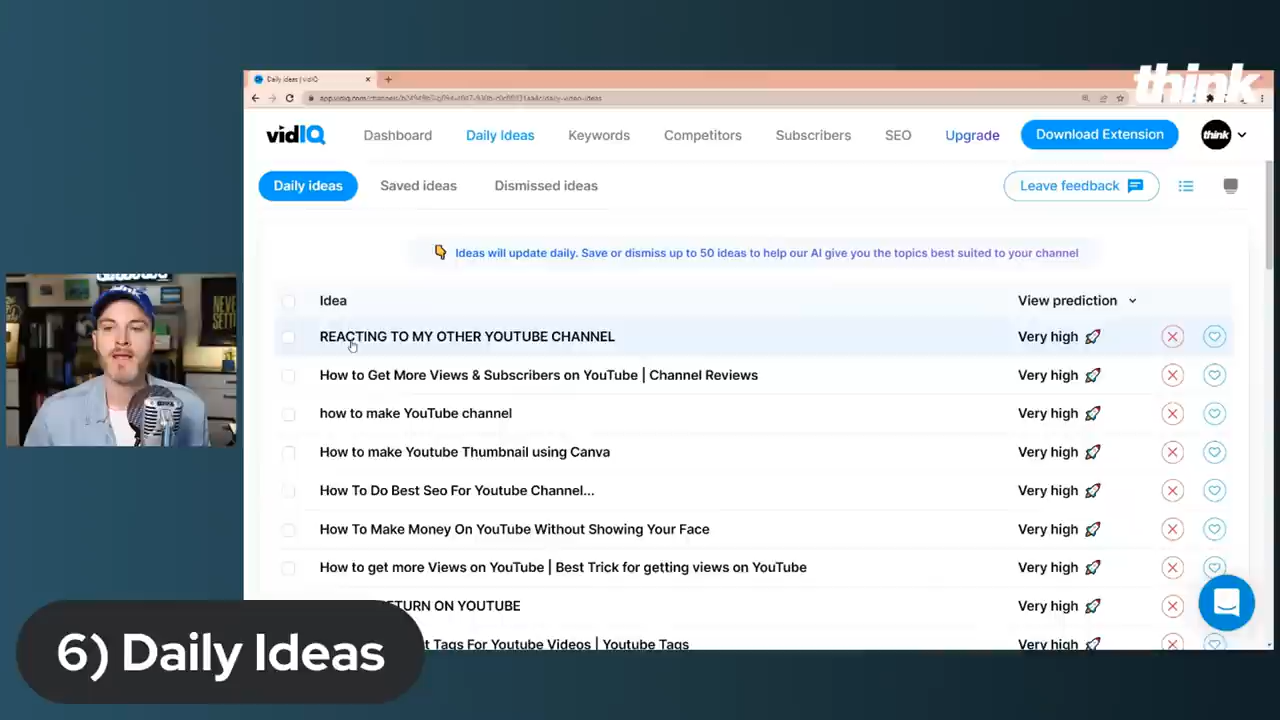 think
Daily ideas | vidIQ
vidIQ
Dashboard
Daily Ideas
Keywords
Competitors
Subscribers
SEO
Upgrade
Download Extension
think
Daily ideas
Saved ideas
Dismissed ideas
Leave feedback
Ideas will update daily. Save or dismiss up to 50 ideas to help our AI give you the topics best suited to your channel
Idea
View prediction
REACTING TO MY OTHER YOUTUBE CHANNEL
Very high
How to Get More Views & Subscribers on YouTube | Channel Reviews
Very high
how to make YouTube channel
Very high
How to make Youtube Thumbnail using Canva
Very high
How To Do Best Seo For Youtube Channel...
Very high
How To Make Money On YouTube Without Showing Your Face
Very high
How to get more Views on YouTube | Best Trick for getting views on YouTube
Very high
ETURN ON YOUTUBE
Very high
t Tags For Youtube Videos | Youtube Tags
Very high
6) Daily Ideas